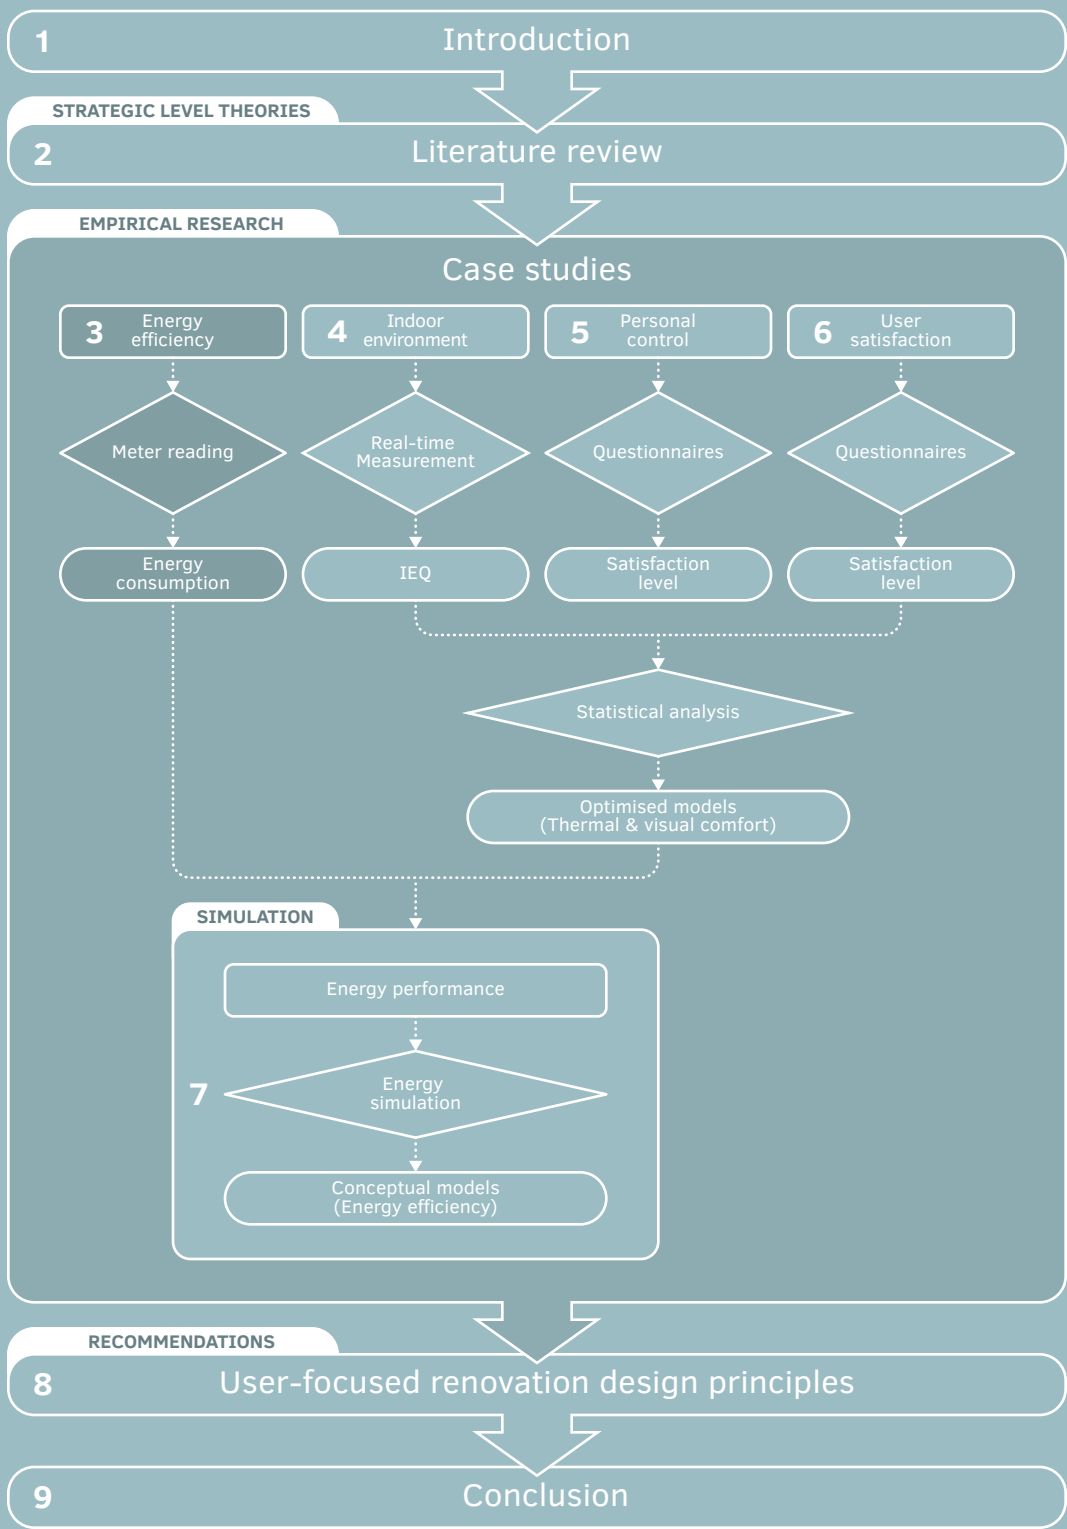 1
Introduction
STRATEGIC LEVEL THEORIES
2
Literature review
EMPIRICAL RESEARCH
Case studies
3
Energy
efficiency
4
Indoor
environment
5
Personal
control
6
User
satisfaction
Meter reading
Real-time
Measurement
Questionnaires
Questionnaires
Energy
consumption
IEQ
Satisfaction
level
Satisfaction
level
Statistical analysis
Optimised models
(Thermal & visual comfort)
SIMULATION
Energy performance
7
Energy
simulation
Conceptual models
(Energy efficiency)
RECOMMENDATIONS
8
User-focused renovation design principles
9
Conclusion